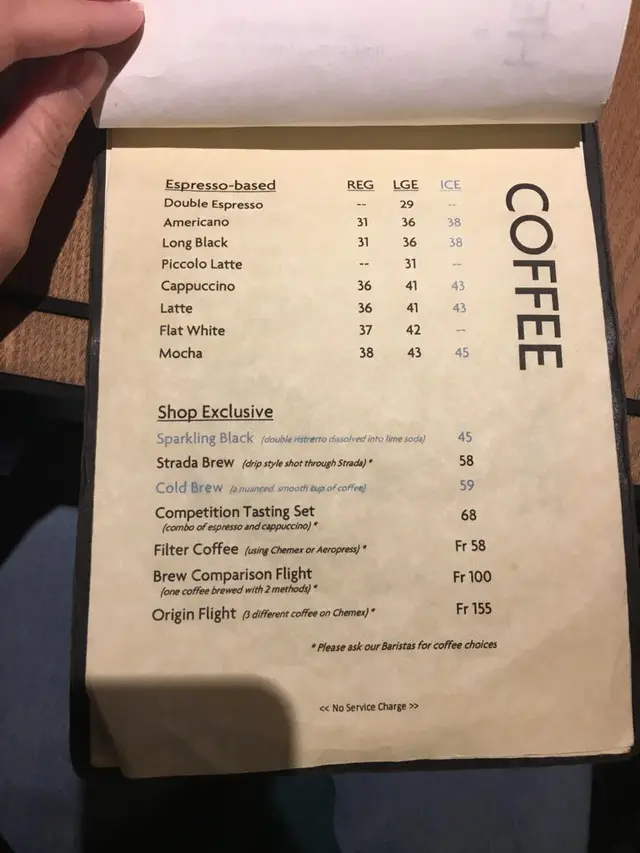 COFFEE
Espresso-based REG LGE ICE
Double Espresso -- 29 --
Americano 31 36 38
Long Black 31 36 38
Piccolo Latte -- 31 --
Cappuccino 36 41 43
Latte 36 41 43
Flat White 37 42 --
Mocha 38 43 45
Shop Exclusive
Sparkling Black (double ristretto dissolved into lime soda) 45
Strada Brew (drip style shot through Strada) * 58
Cold Brew (a nuanced, smooth cup of coffee) 59
Competition Tasting Set 68
(combo of espresso and cappuccino) *
Filter Coffee (using Chemex or Aeropress) * Fr 58
Brew Comparison Flight Fr 100
(one coffee brewed with 2 methods) *
Origin Flight (3 different coffee on Chemex) * Fr 155
* Please ask our Baristas for coffee choices
<< No Service Charge >>